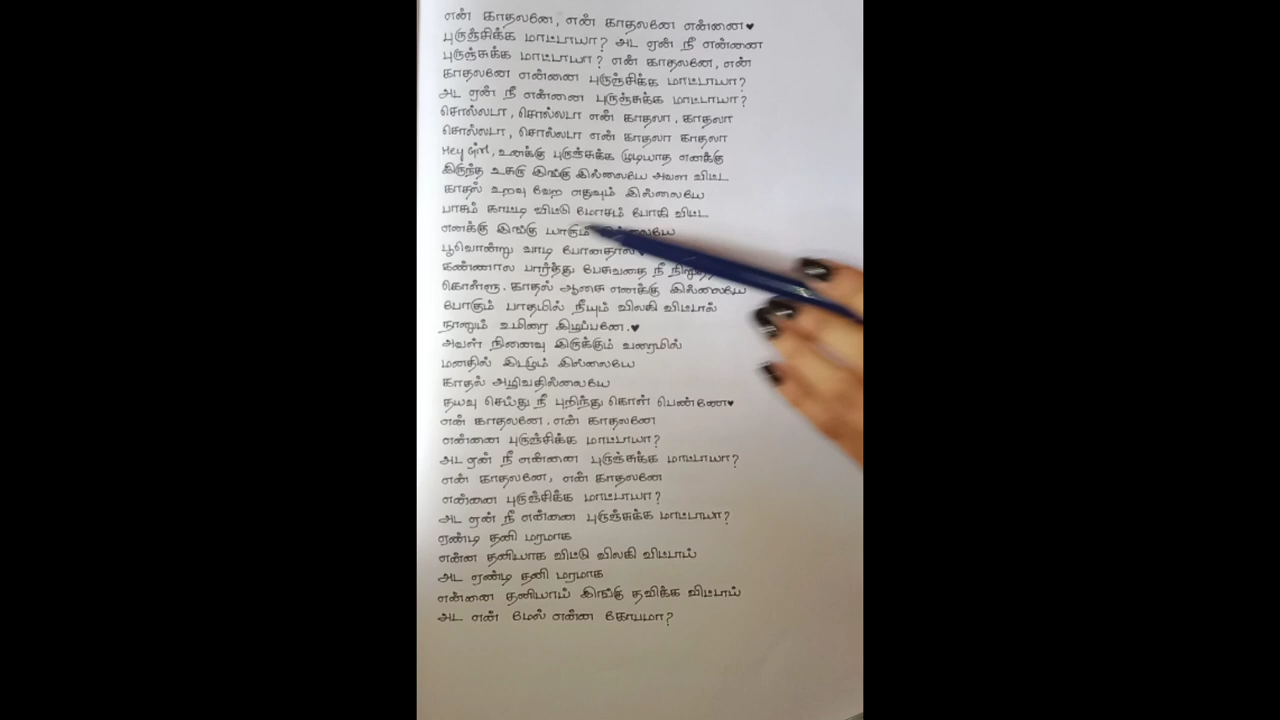 என் காதலனே, என் காதலனே என்னை♥
புருஞ்சிக்க மாட்டாயா? அட ஏன் நீ என்னை
புருஞ்சுக்க மாட்டாயா? என் காதலனே, என்
காதலனே என்னை புருஞ்சிக்க மாட்டாயா?
அட ஏன் நீ என்னை புருஞ்சுக்க மாட்டாயா?
சொல்லடா, சொல்லடா என் காதலா, காதலா
சொல்லடா, சொல்லடா என் காதலா காதலா
Hey Girl, உனக்கு புருஞ்சுக்க முடியாத எனக்கு
இருந்த உசுரு இங்கு இல்லையே அவள விட்ட
காதல் உறவு வேற எதுவும் இல்லையே
பாசம் காட்டி விட்டு மோசம் போகி விட்ட
எனக்கு இங்கு யாரும் இல்லையே
பூவொன்று வாடி போனதால்
கண்ணால பார்த்து பேசுவதை நீ
கொள்ளு. காதல் ஆசை எனக்கு இல்லையே
போகும் பாதயில் நீயும் விலகி விட்டால்
நானும் உயிரை இழப்பனே.♥
அவள் நினைவு இருக்கும் வரையில்
மனதில் இடமும் இல்லையே
காதல் அழிவதில்லையே
தயவு செய்து நீ புறிந்து கொள் பெண்ணே♥
என் காதலனே, என் காதலனே
என்னை புருஞ்சிக்க மாட்டாயா?
அட ஏன் நீ என்னை புருஞ்சுக்க மாட்டாயா?
என் காதலனே, என் காதலனே
என்னை புருஞ்சிக்க மாட்டாயா?
அட ஏன் நீ என்னை புருஞ்சுக்க மாட்டாயா?
ஏண்டி தனி மரமாக
என்ன தனியாக விட்டு விலகி விட்டாய்
அட ஏண்டி தனி மரமாக
என்னை தனியாய் இங்கு தவிக்க விட்டாய்
அட என் மேல் என்ன கோபமா?